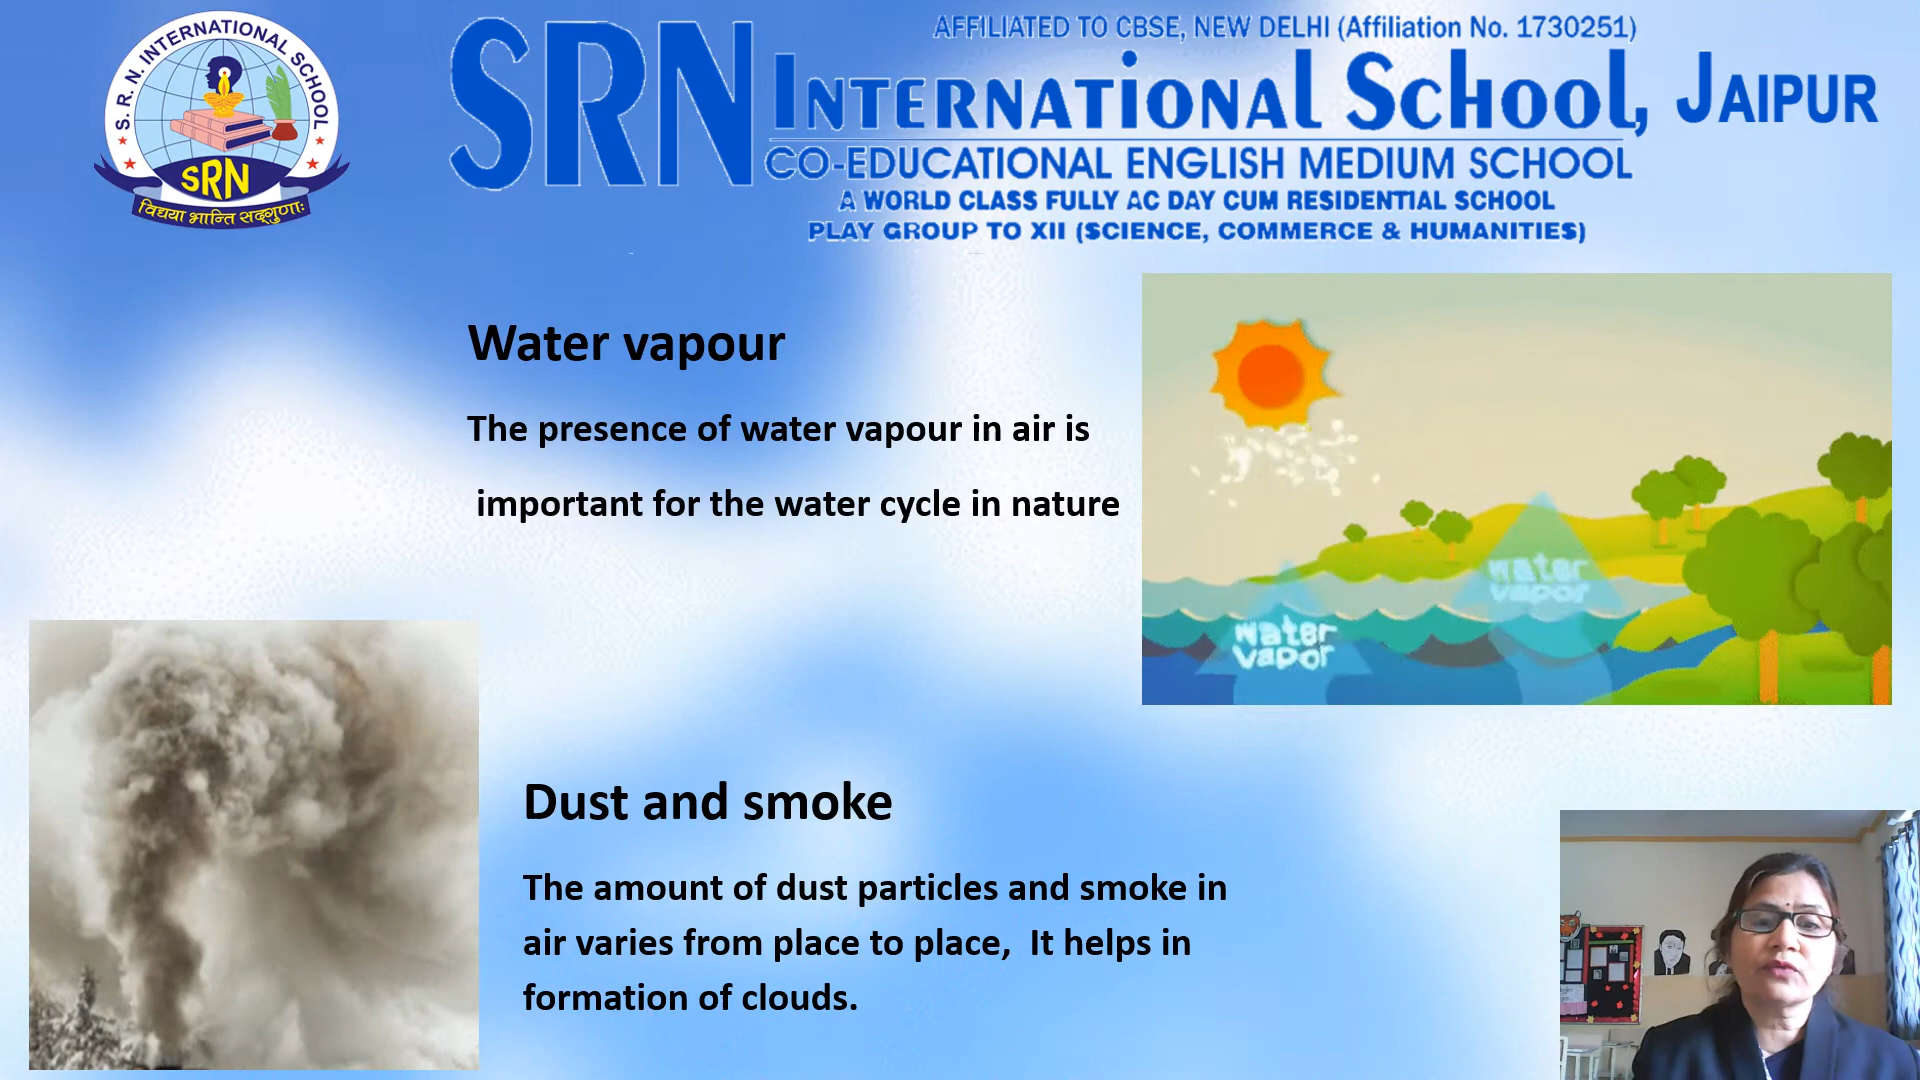 S. R. N. INTERNATIONAL SCHOOL
SRN
विद्यया भान्ति सद्गुणाः
AFFILIATED TO CBSE, NEW DELHI (Affiliation No. 1730251)
SRN INTERNATIONAL SCHOOL, JAIPUR
CO-EDUCATIONAL ENGLISH MEDIUM SCHOOL
A WORLD CLASS FULLY AC DAY CUM RESIDENTIAL SCHOOL
PLAY GROUP TO XII (SCIENCE, COMMERCE & HUMANITIES)
Water vapour
The presence of water vapour in air is
important for the water cycle in nature
water
vapor
water
vapor
Dust and smoke
The amount of dust particles and smoke in
air varies from place to place, It helps in
formation of clouds.